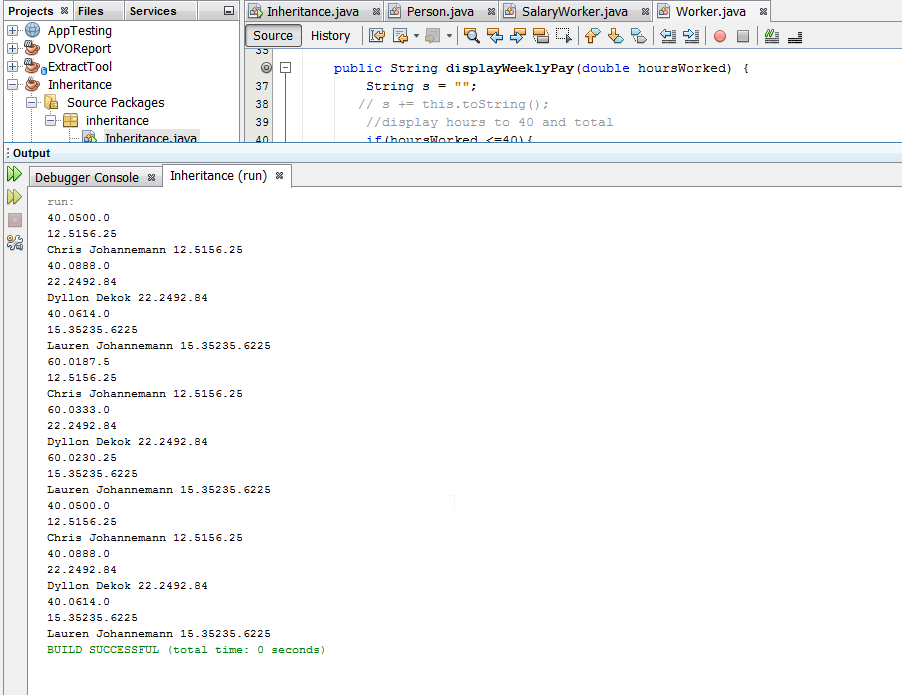 Projects Files Services
AppTesting
DVOReport
ExtractTool
Inheritance
Source Packages
inheritance
Inheritance.java
Inheritance.java Person.java SalaryWorker.java Worker.java
Source History
35
public String displayWeeklyPay(double hoursWorked) {
37 String s = "";
38 // s += this.toString();
39 //display hours to 40 and total
40 if(hoursWorked <=40){
Output
Debugger Console Inheritance (run)
run:
40.0500.0
12.5156.25
Chris Johannemann 12.5156.25
40.0888.0
22.2492.84
Dyllon Dekok 22.2492.84
40.0614.0
15.35235.6225
Lauren Johannemann 15.35235.6225
60.0187.5
12.5156.25
Chris Johannemann 12.5156.25
60.0333.0
22.2492.84
Dyllon Dekok 22.2492.84
60.0230.25
15.35235.6225
Lauren Johannemann 15.35235.6225
40.0500.0
12.5156.25
Chris Johannemann 12.5156.25
40.0888.0
22.2492.84
Dyllon Dekok 22.2492.84
40.0614.0
15.35235.6225
Lauren Johannemann 15.35235.6225
BUILD SUCCESSFUL (total time: 0 seconds)